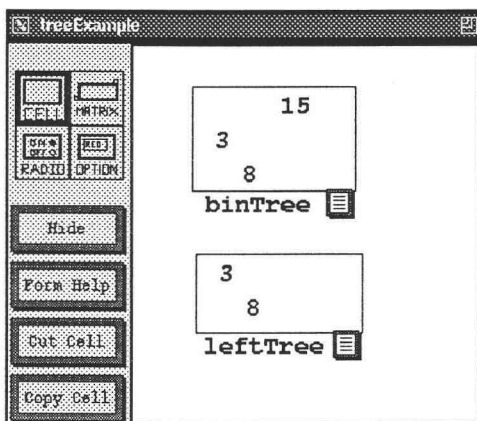 treeExample
CELL MATRIX
RADIO OPTION
Hide
Form Help
Cut Cell
Copy Cell
15
3
8
binTree
3
8
leftTree